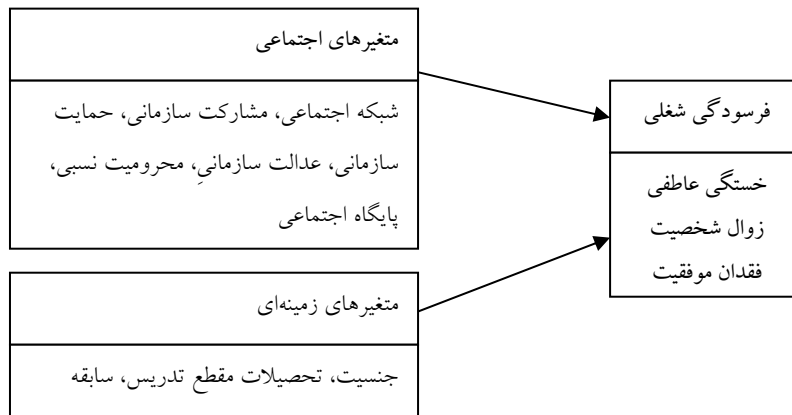 متغیرهای اجتماعی
شبکه اجتماعی، مشارکت سازمانی، حمایت
سازمانی، عدالت سازمانیِ، محرومیت نسبی،
پایگاه اجتماعی
فرسودگی شغلی
خستگی عاطفی
زوال شخصیت
فقدان موفقیت
متغیرهای زمینه‌ای
جنسیت، تحصیلات مقطع تدریس، سابقه